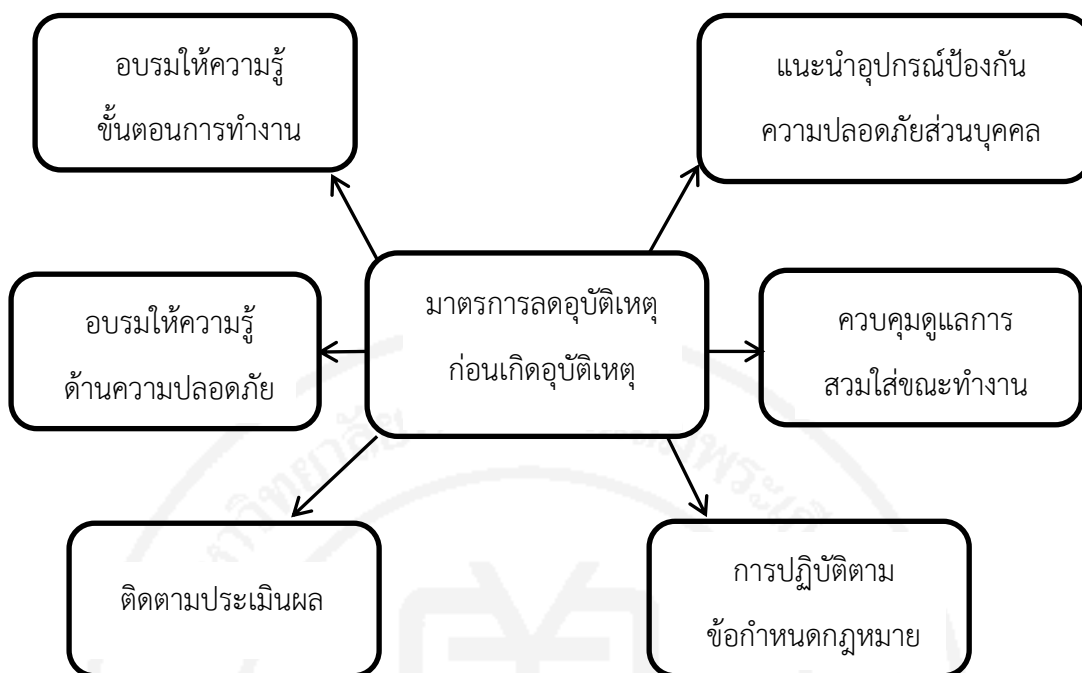 อบรมให้ความรู้
ขั้นตอนการทำงาน
แนะนำอุปกรณ์ป้องกัน
ความปลอดภัยส่วนบุคคล
อบรมให้ความรู้
ด้านความปลอดภัย
มาตรการลดอุบัติเหตุ
ก่อนเกิดอุบัติเหตุ
ควบคุมดูแลการ
สวมใส่ขณะทำงาน
ติดตามประเมินผล
การปฏิบัติตาม
ข้อกำหนดกฎหมาย